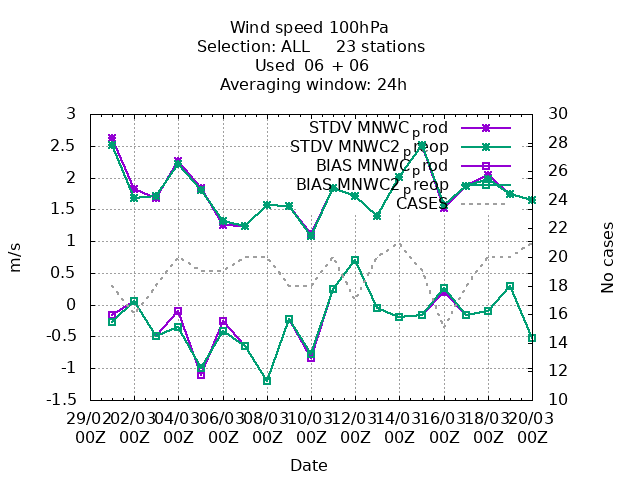 Wind speed 100hPa
Selection: ALL 23 stations
Used 06 + 06
Averaging window: 24h
3
2.5
2
1.5
1
0.5
0
-0.5
-1
-1.5
30
28
26
24
22
20
18
16
14
12
10
STDV MNWC_prod
STDV MNWC2_preop
BIAS MNWC_prod
BIAS MNWC2_preop
CASES
m/s
No cases
29/02 02/03 04/03 06/03 08/03 10/03 12/03 14/03 16/03 18/03 20/03
00Z 00Z 00Z 00Z 00Z 00Z 00Z 00Z 00Z 00Z 00Z
Date